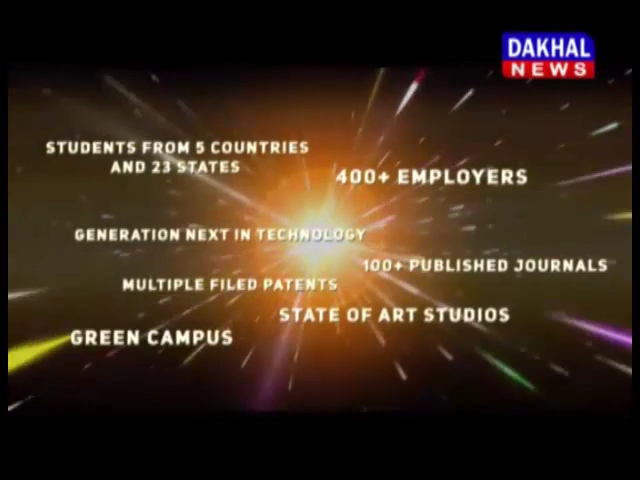 DAKHAL
NEWS
STUDENTS FROM 5 COUNTRIES
AND 23 STATES
400+ EMPLOYERS
GENERATION NEXT IN TECHNOLOGY
100+ PUBLISHED JOURNALS
MULTIPLE FILED PATENTS
STATE OF ART STUDIOS
GREEN CAMPUS